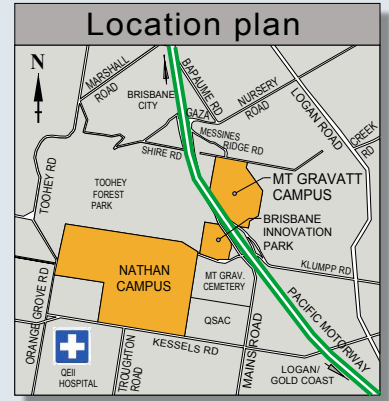 Location plan
N
MARSHALL
ROAD
BRISBANE
CITY
BAPAUME RD
GAZA
NURSERY
ROAD
MESSINES
RIDGE RD
SHIRE RD
LOGAN ROAD
CREEK
RD
TOOHEY RD
TOOHEY
FOREST
PARK
MT GRAVATT
CAMPUS
BRISBANE
INNOVATION
PARK
KLUMPP RD
NATHAN
CAMPUS
MT GRAV.
CEMETERY
QSAC
PACIFIC MOTORWAY
ORANGE GROVE RD
KESSELS RD
MAINS ROAD
QEII
HOSPITAL
TROUGHTON
ROAD
LOGAN/
GOLD COAST